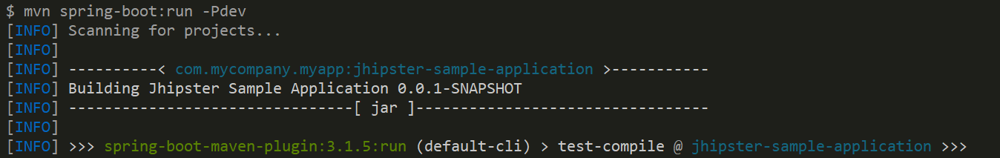 $ mvn spring-boot:run -Pdev
[INFO] Scanning for projects...
[INFO]
[INFO] ----------< com.mycompany.myapp:jhipster-sample-application >-----------
[INFO] Building Jhipster Sample Application 0.0.1-SNAPSHOT
[INFO] --------------------------------[ jar ]---------------------------------
[INFO]
[INFO] >>> spring-boot-maven-plugin:3.1.5:run (default-cli) > test-compile @ jhipster-sample-application >>>